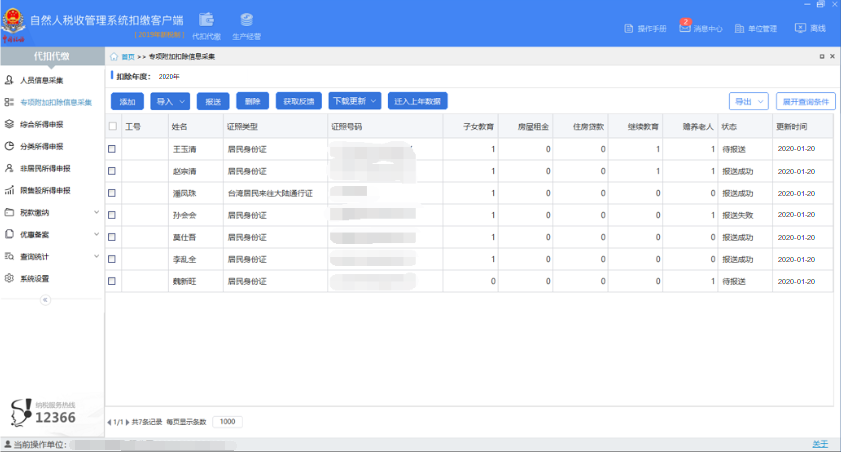 自然人税收管理系统扣缴客户端
代扣代缴 生产经营
操作手册 2 消息中心 单位管理 离线
代扣代缴
首页 >> 专项附加扣除信息采集
人员信息采集
专项附加扣除信息采集
综合所得申报
分类所得申报
非居民所得申报
限售股所得申报
税款缴纳
优惠备案
查询统计
系统设置
扣除年度: 2020年
添加 导入 报送 删除 获取反馈 下载更新 迁入上年数据 导出 展开查询条件
工号 姓名 证照类型 证照号码 子女教育 房屋租金 住房贷款 继续教育 赡养老人 状态 更新时间
王玉清 居民身份证 1 0 0 1 1 待报送 2020-01-20
赵宗清 居民身份证 1 0 0 1 1 报送成功 2020-01-20
潘凤珠 台湾居民来往大陆通行证 1 0 0 0 0 报送成功 2020-01-20
孙会会 居民身份证 1 0 0 0 1 报送失败 2020-01-20
莫仕吾 居民身份证 1 0 0 0 0 报送成功 2020-01-20
李乱全 居民身份证 1 0 0 0 0 报送成功 2020-01-20
魏新旺 居民身份证 0 0 0 0 1 待报送 2020-01-20
1/1 共7条记录 每页显示条数 1000
纳税服务热线
12366
当前操作单位:
关于